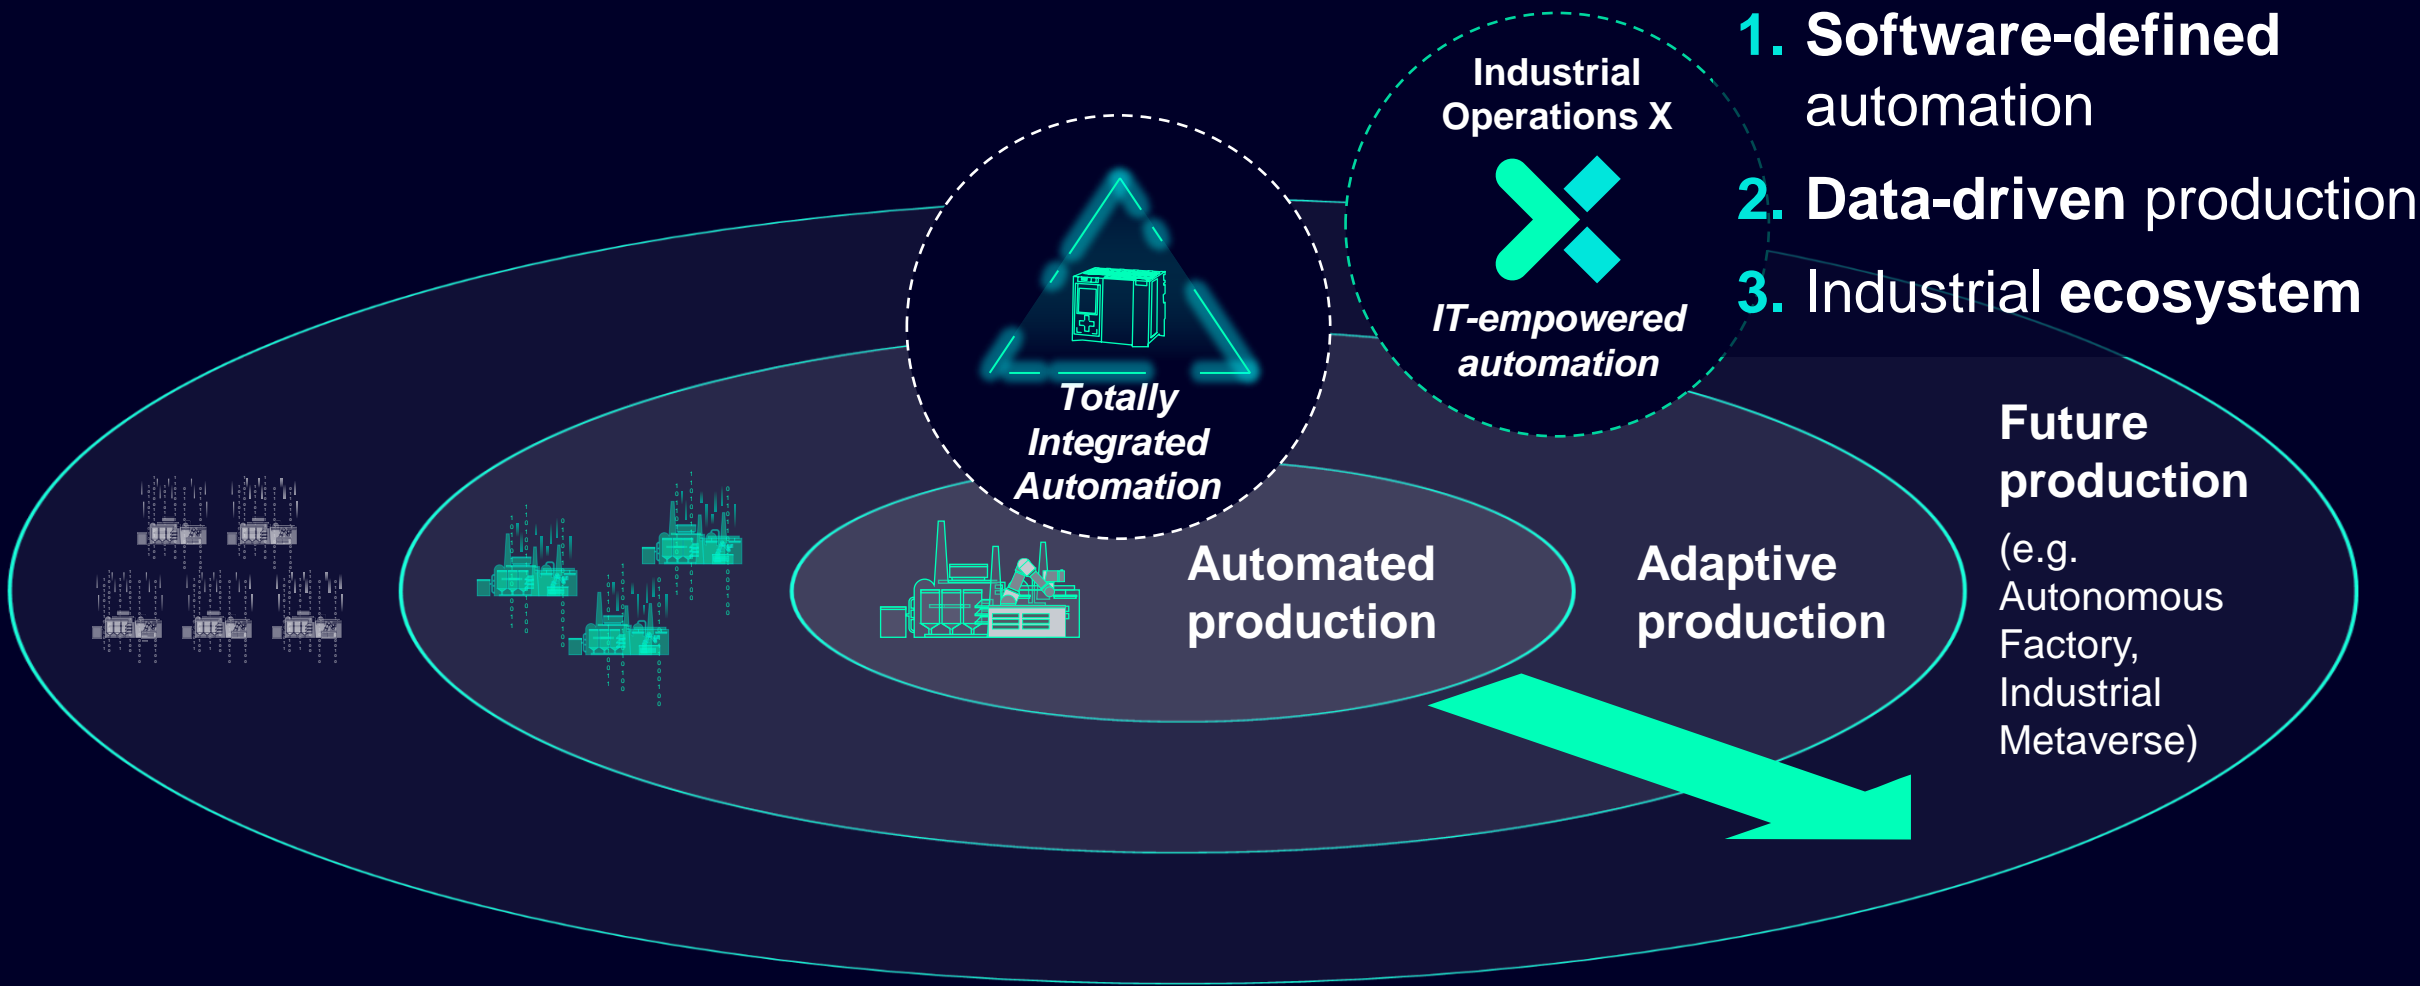 Industrial
Operations X
IT-empowered
automation
1. Software-defined
automation
2. Data-driven production
3. Industrial ecosystem
Totally
Integrated
Automation
Automated
production
Adaptive
production
Future
production
(e.g.
Autonomous
Factory,
Industrial
Metaverse)